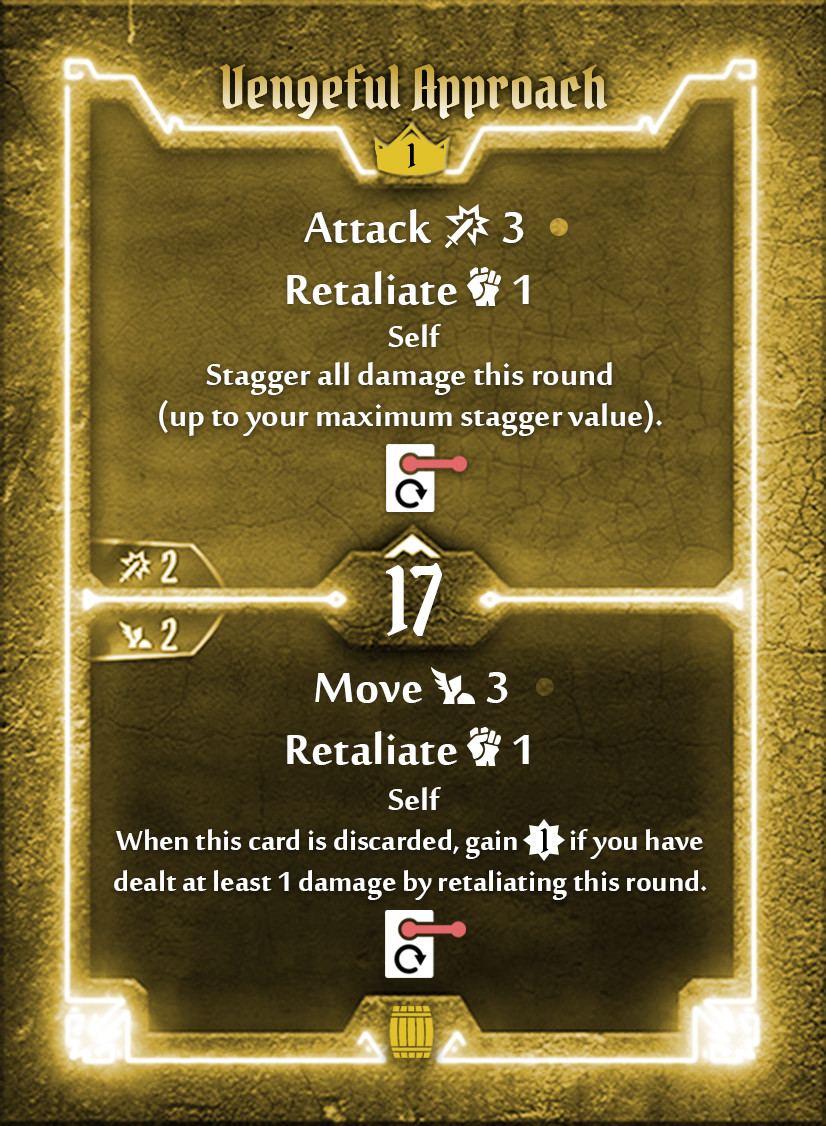 Vengeful Approach
1
Attack 3
Retaliate 1
Self
Stagger all damage this round
(up to your maximum stagger value).
2
17
2
Move 3
Retaliate 1
Self
When this card is discarded, gain 1 if you have
dealt at least 1 damage by retaliating this round.